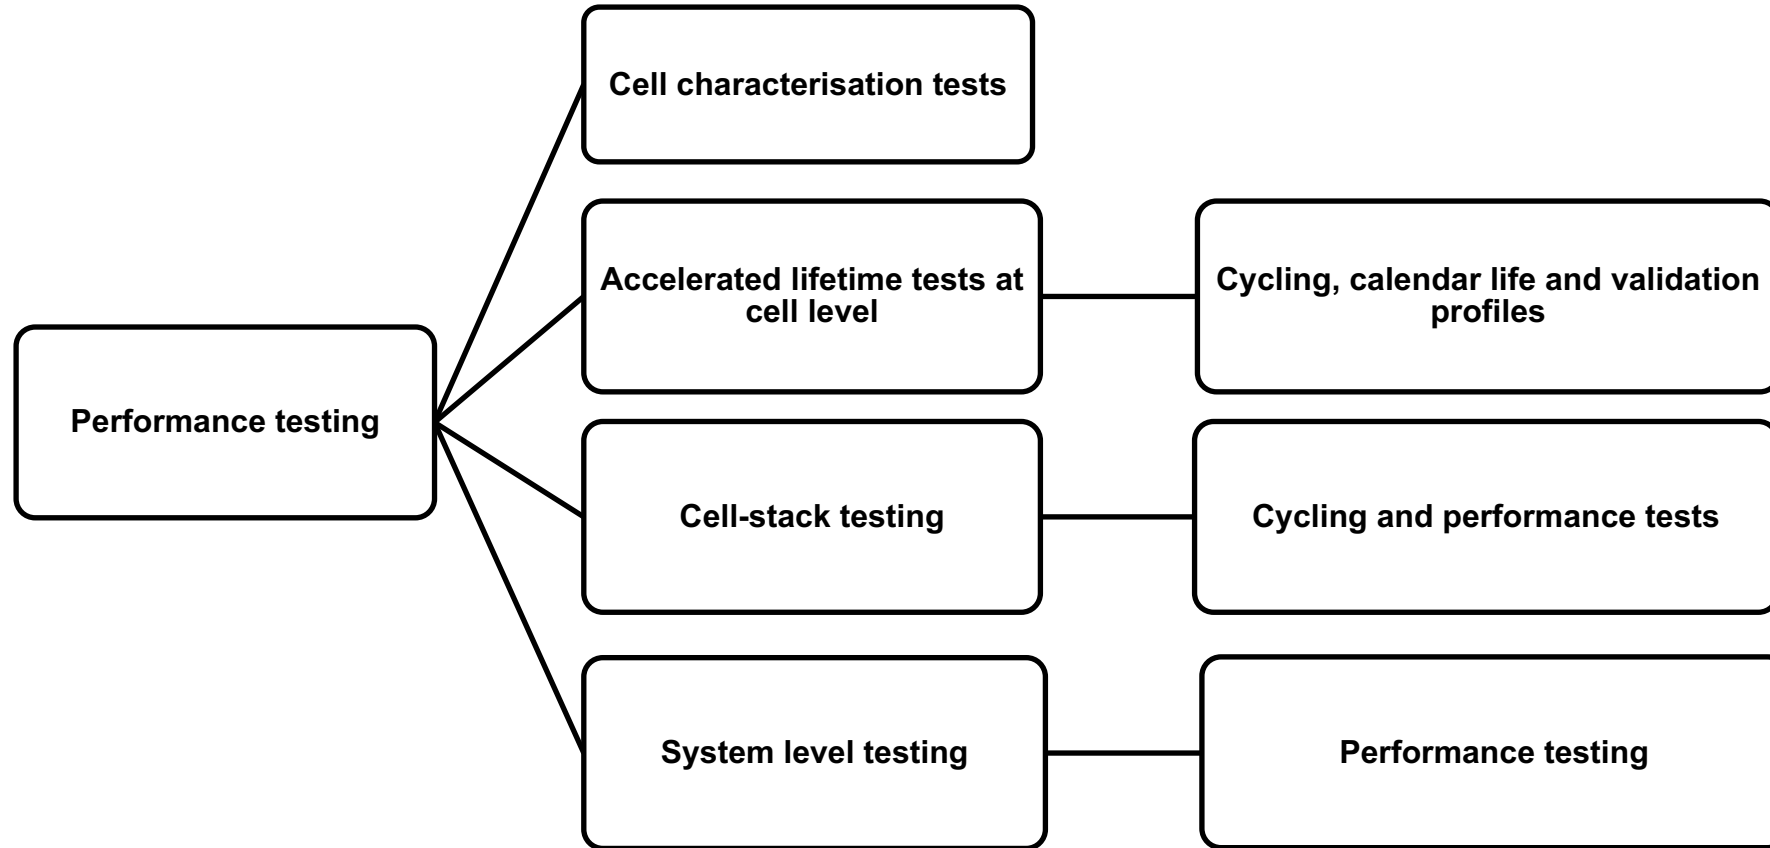 Cell characterisation tests
Accelerated lifetime tests at
cell level
Cycling, calendar life and validation
profiles
Performance testing
Cell-stack testing
Cycling and performance tests
System level testing
Performance testing